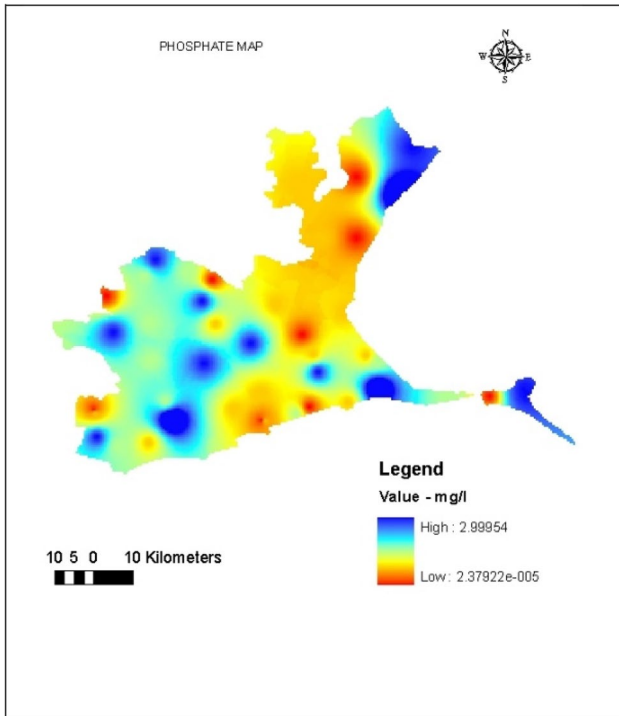 PHOSPHATE MAP
N
W E
S
Legend
Value - mg/l
High : 2.99954
Low : 2.37922e-005
10 5 0 10 Kilometers